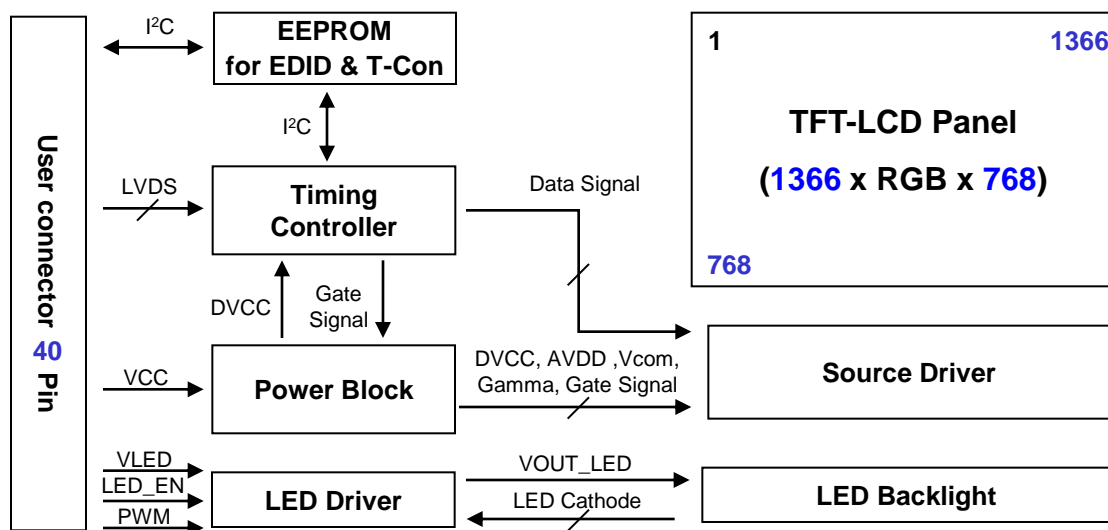 I²C
EEPROM
for EDID & T-Con
1
1366
TFT-LCD Panel
(1366 x RGB x 768)
768
I²C
User connector 40 Pin
LVDS
Timing
Controller
Data Signal
DVCC
Gate
Signal
VCC
Power Block
DVCC, AVDD ,Vcom,
Gamma, Gate Signal
Source Driver
VLED
LED_EN
PWM
LED Driver
VOUT_LED
LED Cathode
LED Backlight